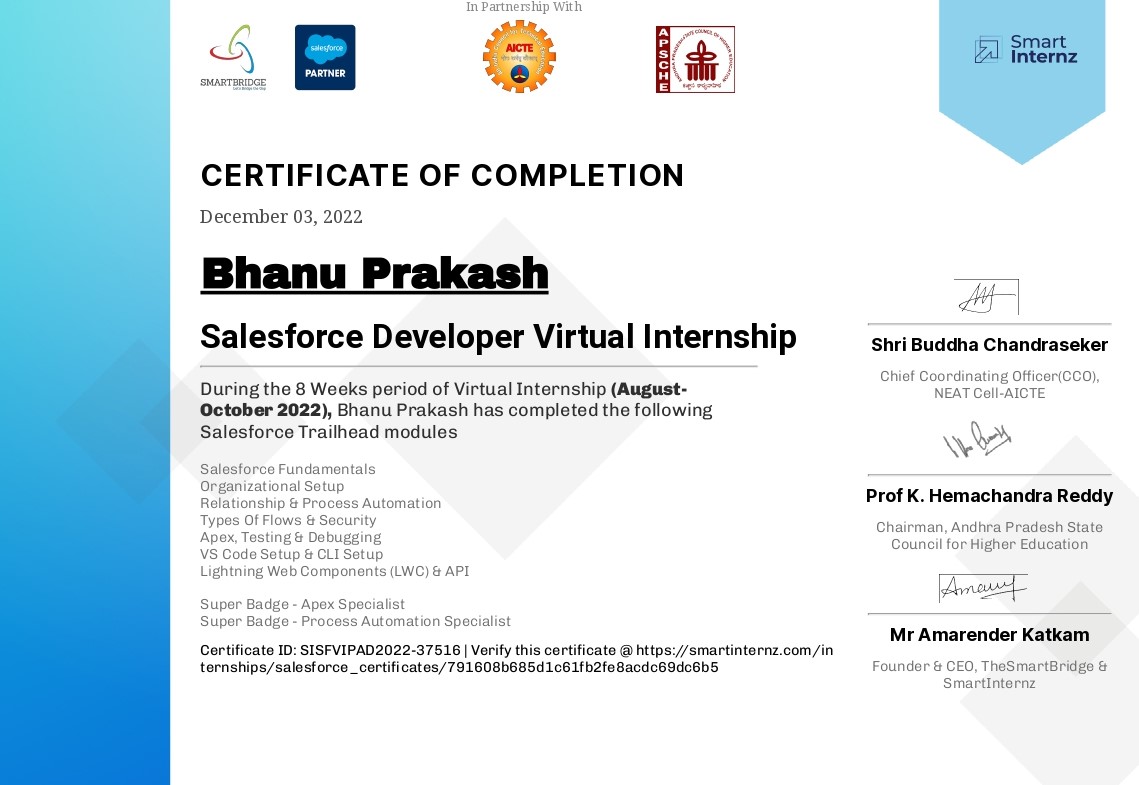 In Partnership With
SMARTBRIDGE
Let's Bridge the Gap
salesforce
PARTNER
AICTE
APSCHE
Smart
Internz
CERTIFICATE OF COMPLETION
December 03, 2022
Bhanu Prakash
Salesforce Developer Virtual Internship
During the 8 Weeks period of Virtual Internship (August-
October 2022), Bhanu Prakash has completed the following
Salesforce Trailhead modules
Salesforce Fundamentals
Organizational Setup
Relationship & Process Automation
Types Of Flows & Security
Apex, Testing & Debugging
VS Code Setup & CLI Setup
Lightning Web Components (LWC) & API
Super Badge - Apex Specialist
Super Badge - Process Automation Specialist
Certificate ID: SISFVIPAD2022-37516 | Verify this certificate @ https://smartinternz.com/in
ternships/salesforce_certificates/791608b685d1c61fb2fe8acdc69dc6b5
Shri Buddha Chandraseker
Chief Coordinating Officer(CCO),
NEAT Cell-AICTE
Prof K. Hemachandra Reddy
Chairman, Andhra Pradesh State
Council for Higher Education
Mr Amarender Katkam
Founder & CEO, TheSmartBridge &
SmartInternz